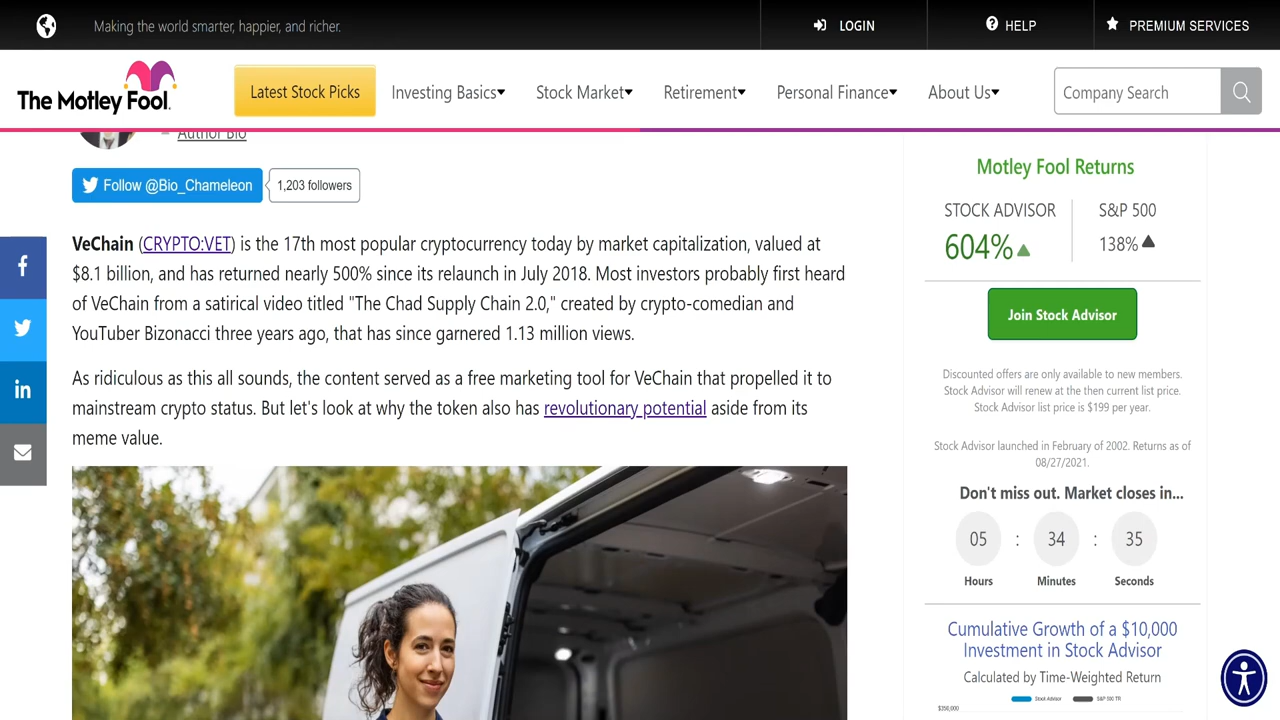 Making the world smarter, happier, and richer.
LOGIN
HELP
PREMIUM SERVICES
The Motley Fool.
Latest Stock Picks
Investing Basics
Stock Market
Retirement
Personal Finance
About Us
Company Search
Author Bio
Follow @Bio_Chameleon
1,203 followers
VeChain (CRYPTO:VET) is the 17th most popular cryptocurrency today by market capitalization, valued at
$8.1 billion, and has returned nearly 500% since its relaunch in July 2018. Most investors probably first heard
of VeChain from a satirical video titled "The Chad Supply Chain 2.0," created by crypto-comedian and
YouTuber Bizonacci three years ago, that has since garnered 1.13 million views.
As ridiculous as this all sounds, the content served as a free marketing tool for VeChain that propelled it to
mainstream crypto status. But let's look at why the token also has revolutionary potential aside from its
meme value.
Motley Fool Returns
STOCK ADVISOR
S&P 500
604%
138%
Join Stock Advisor
Discounted offers are only available to new members.
Stock Advisor will renew at the then current list price.
Stock Advisor list price is $199 per year.
Stock Advisor launched in February of 2002. Returns as of
08/27/2021.
Don't miss out. Market closes in...
05 : 34 : 35
Hours
Minutes
Seconds
Cumulative Growth of a $10,000
Investment in Stock Advisor
Calculated by Time-Weighted Return
Stock Advisor
S&P 500 TR
$350,000